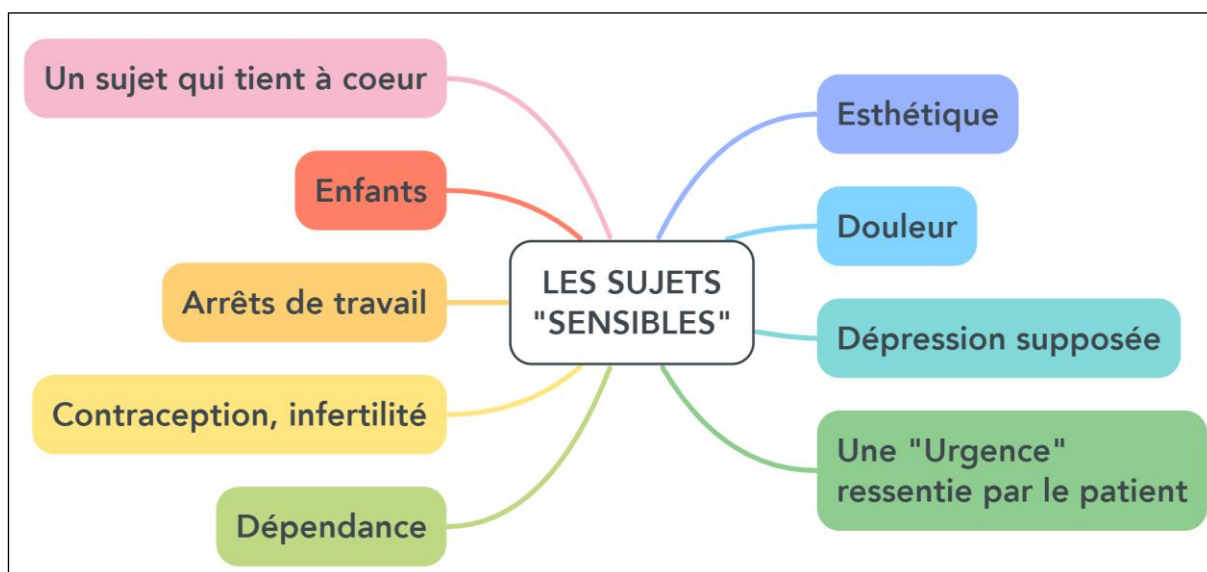 Un sujet qui tient à coeur
Enfants
Arrêts de travail
Contraception, infertilité
Dépendance
LES SUJETS
"SENSIBLES"
Esthétique
Douleur
Dépression supposée
Une "Urgence"
ressentie par le patient